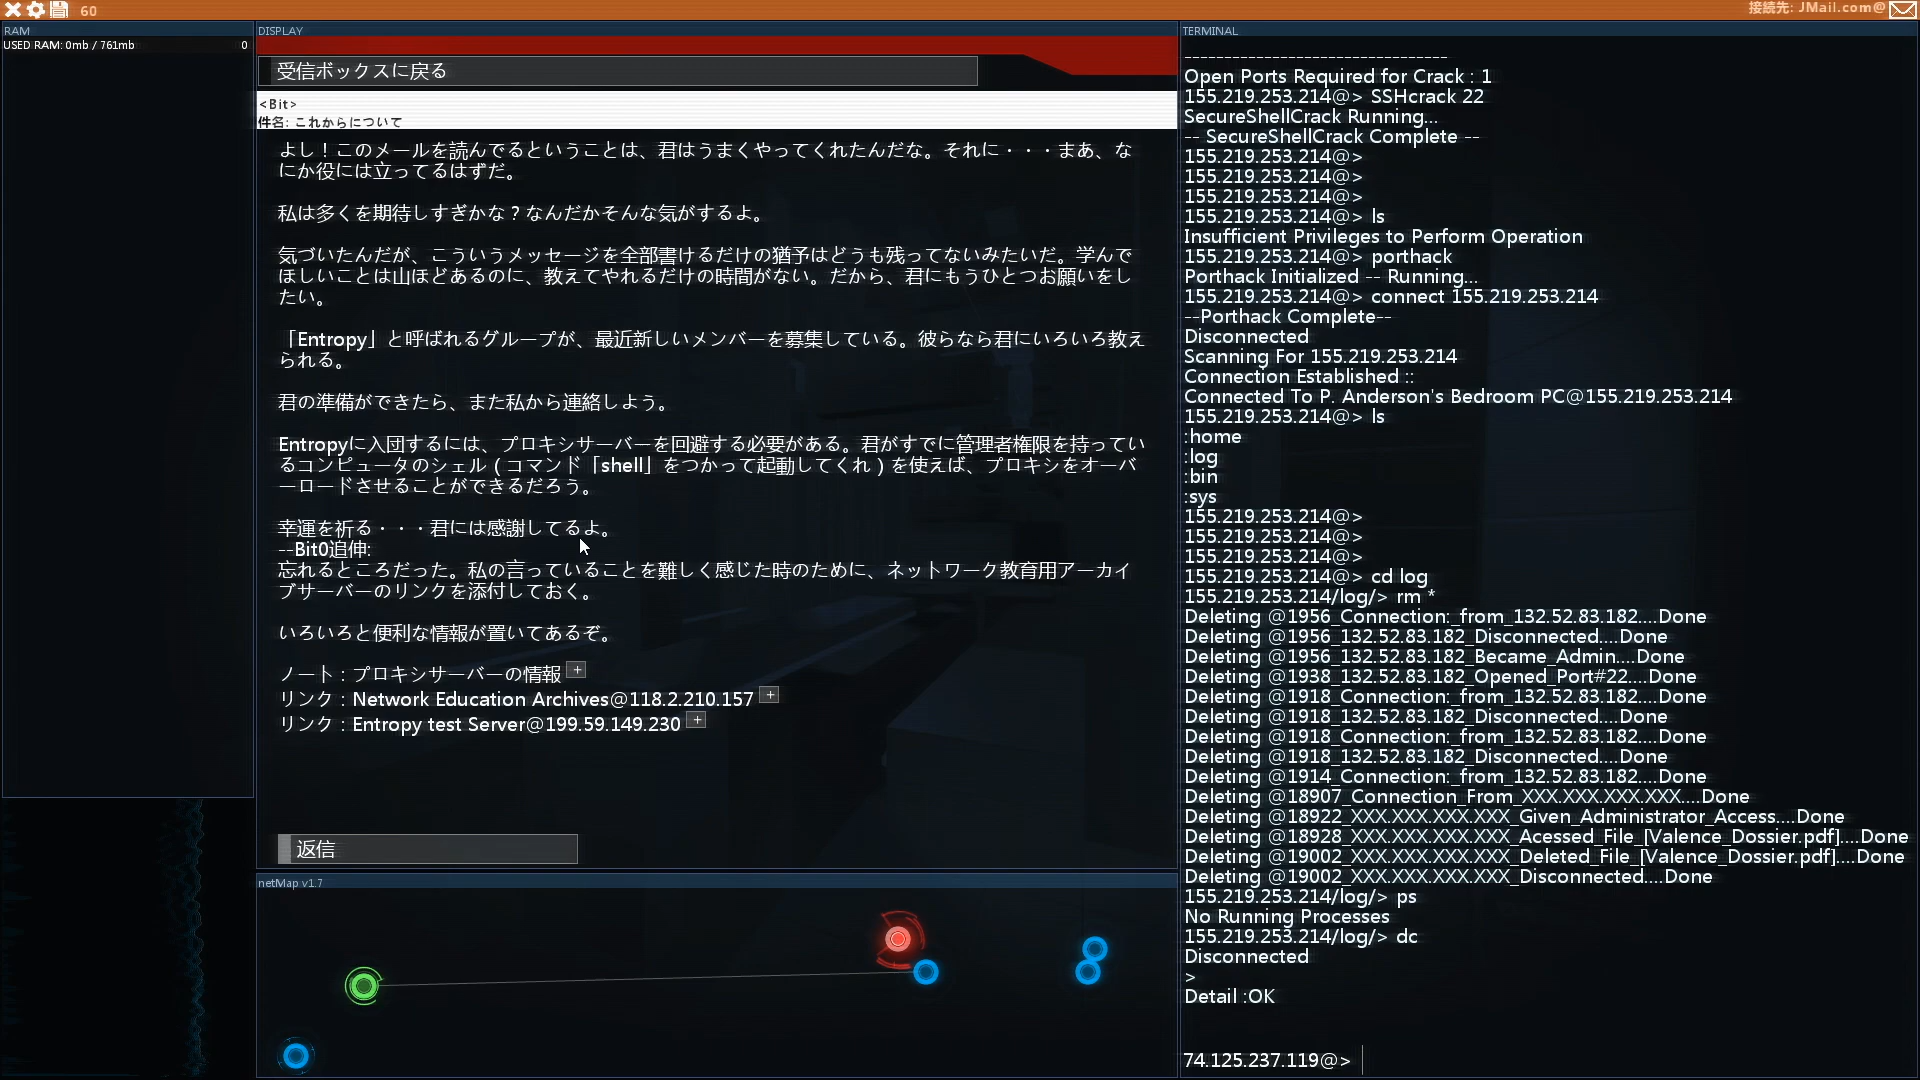 60
接続先: JMail.com@
RAM
USED RAM: 0mb / 761mb
0
DISPLAY
受信ボックスに戻る
<Bit>
件名: これからについて
よし！このメールを読んでるということは、君はうまくやってくれたんだな。それに・・・まあ、な
にか役には立ってるはずだ。
私は多くを期待しすぎかな？なんだかそんな気がするよ。
気づいたんだが、こういうメッセージを全部書けるだけの猶予はどうも残ってないみたいだ。学んで
ほしいことは山ほどあるのに、教えてやれるだけの時間がない。だから、君にもうひとつお願いをし
たい。
「Entropy」と呼ばれるグループが、最近新しいメンバーを募集している。彼らなら君にいろいろ教え
られる。
君の準備ができたら、また私から連絡しよう。
Entropyに入団するには、プロキシサーバーを回避する必要がある。君がすでに管理者権限を持ってい
るコンピュータのシェル（コマンド「shell」をつかって起動してくれ）を使えば、プロキシをオーバ
ーロードさせることができるだろう。
幸運を祈る・・・君には感謝してるよ。
--Bit0追伸:
忘れるところだった。私の言っていることを難しく感じた時のために、ネットワーク教育用アーカイ
ブサーバーのリンクを添付しておく。
いろいろと便利な情報が置いてあるぞ。
ノート : プロキシサーバーの情報 +
リンク : Network Education Archives@118.2.210.157 +
リンク : Entropy test Server@199.59.149.230 +
返信
netMap v1.7
TERMINAL
--------------------------------
Open Ports Required for Crack : 1
155.219.253.214@> SSHcrack 22
SecureShellCrack Running...
-- SecureShellCrack Complete --
155.219.253.214@>
155.219.253.214@>
155.219.253.214@>
155.219.253.214@> ls
Insufficient Privileges to Perform Operation
155.219.253.214@> porthack
Porthack Initialized -- Running...
155.219.253.214@> connect 155.219.253.214
--Porthack Complete--
Disconnected
Scanning For 155.219.253.214
Connection Established ::
Connected To P. Anderson's Bedroom PC@155.219.253.214
155.219.253.214@> ls
:home
:log
:bin
:sys
155.219.253.214@>
155.219.253.214@>
155.219.253.214@>
155.219.253.214@> cd log
155.219.253.214/log/> rm *
Deleting @1956_Connection:_from_132.52.83.182....Done
Deleting @1956_132.52.83.182_Disconnected....Done
Deleting @1956_132.52.83.182_Became_Admin....Done
Deleting @1938_132.52.83.182_Opened_Port#22....Done
Deleting @1918_Connection:_from_132.52.83.182....Done
Deleting @1918_132.52.83.182_Disconnected....Done
Deleting @1918_Connection:_from_132.52.83.182....Done
Deleting @1918_132.52.83.182_Disconnected....Done
Deleting @1914_Connection:_from_132.52.83.182....Done
Deleting @18907_Connection_From_XXX.XXX.XXX.XXX....Done
Deleting @18922_XXX.XXX.XXX.XXX_Given_Administrator_Access....Done
Deleting @18928_XXX.XXX.XXX.XXX_Acessed_File_[Valence_Dossier.pdf]....Done
Deleting @19002_XXX.XXX.XXX.XXX_Deleted_File_[Valence_Dossier.pdf]....Done
Deleting @19002_XXX.XXX.XXX.XXX_Disconnected....Done
155.219.253.214/log/> ps
No Running Processes
155.219.253.214/log/> dc
Disconnected
>
Detail :OK
74.125.237.119@>